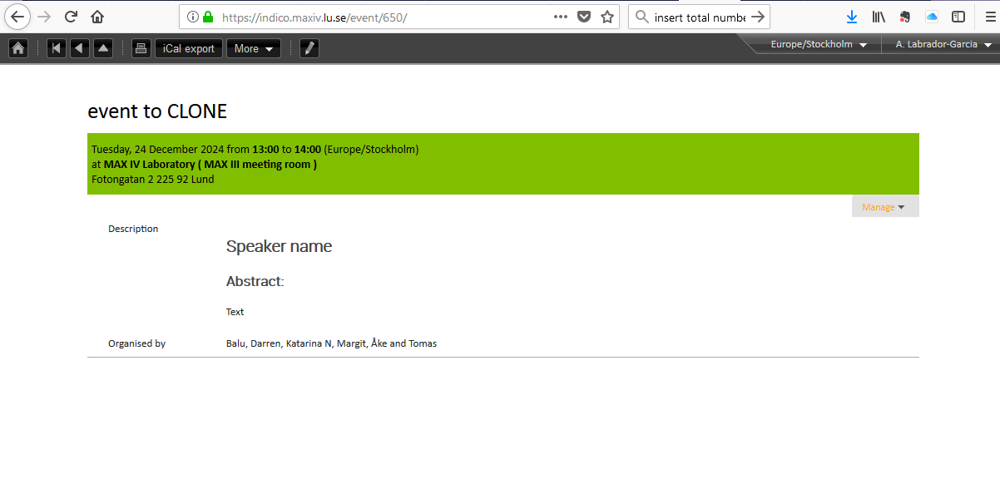 https://indico.maxiv.lu.se/event/650/
insert total numbe
iCal export
More
Europe/Stockholm
A. Labrador-Garcia
event to CLONE
Tuesday, 24 December 2024 from 13:00 to 14:00 (Europe/Stockholm)
at MAX IV Laboratory ( MAX III meeting room )
Fotongatan 2 225 92 Lund
Manage
Description
Speaker name
Abstract:
Text
Organised by Balu, Darren, Katarina N, Margit, Åke and Tomas